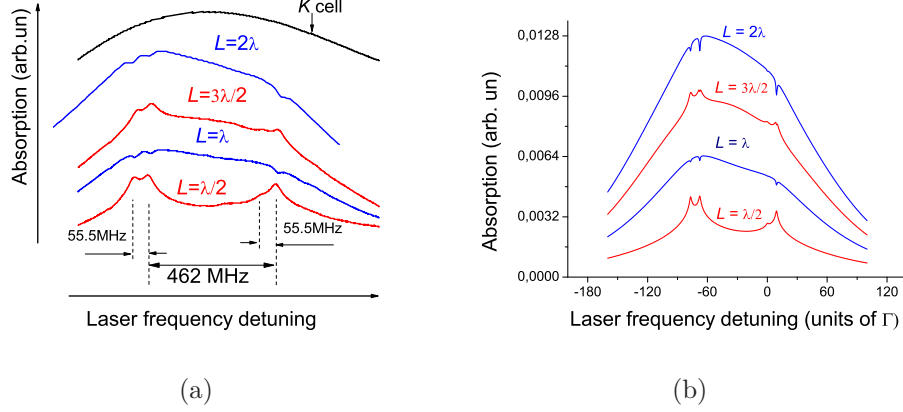 Absorption (arb.un)
K cell
L=2λ
L=3λ/2
L=λ
L=λ/2
55.5MHz
55.5MHz
462 MHz
Laser frequency detuning
(a)
Absorption (arb. un)
0,0128
0,0096
0,0064
0,0032
0,0000
L = 2λ
L = 3λ/2
L = λ
L = λ/2
-180 -120 -60 0 60 120
Laser frequency detuning (units of Γ)
(b)